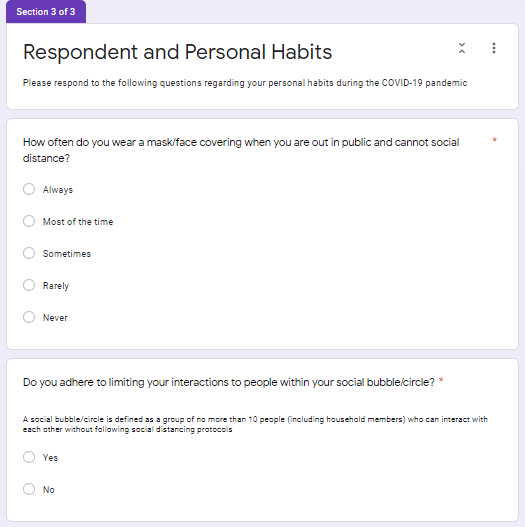 Section 3 of 3
Respondent and Personal Habits
Please respond to the following questions regarding your personal habits during the COVID-19 pandemic
How often do you wear a mask/face covering when you are out in public and cannot social *
distance?
Always
Most of the time
Sometimes
Rarely
Never
Do you adhere to limiting your interactions to people within your social bubble/circle? *
A social bubble/circle is defined as a group of no more than 10 people (including household members) who can interact with
each other without following social distancing protocols
Yes
No